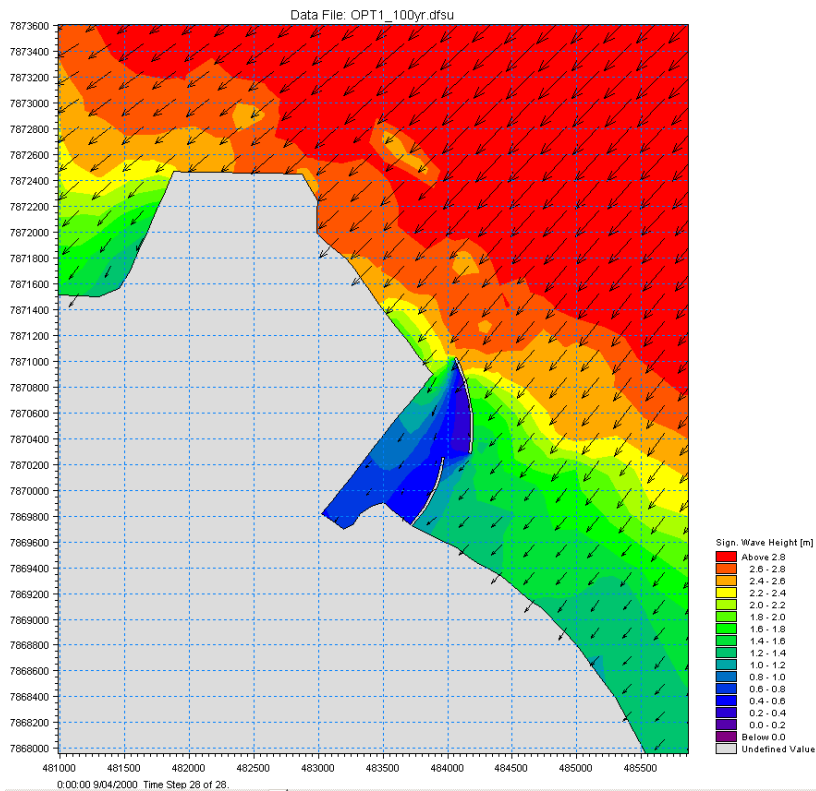 Data File: OPT1_100yr.dfsu
7873600
7873400
7873200
7873000
7872800
7872600
7872400
7872200
7872000
7871800
7871600
7871400
7871200
7871000
7870800
7870600
7870400
7870200
7870000
7869800
7869600
7869400
7869200
7869000
7868800
7868600
7868400
7868200
7868000
481000 481500 482000 482500 483000 483500 484000 484500 485000 485500
0:00:00 9/04/2000 Time Step 28 of 28.
Sign. Wave Height [m]
Above 2.8
2.6 - 2.8
2.4 - 2.6
2.2 - 2.4
2.0 - 2.2
1.8 - 2.0
1.6 - 1.8
1.4 - 1.6
1.2 - 1.4
1.0 - 1.2
0.8 - 1.0
0.6 - 0.8
0.4 - 0.6
0.2 - 0.4
0.0 - 0.2
Below 0.0
Undefined Value